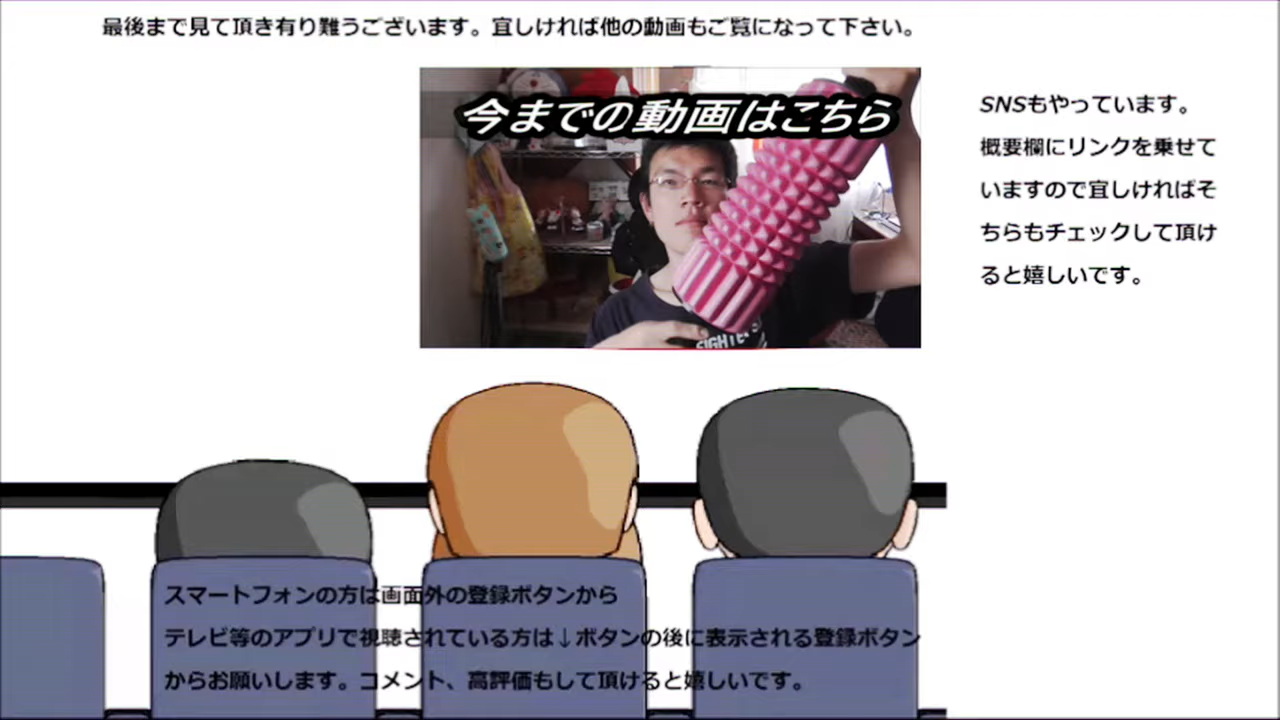 最後まで見て頂き有り難うございます。宜しければ他の動画もご覧になって下さい。
今までの動画はこちら
SNSもやっています。
概要欄にリンクを乗せて
いますので宜しければそ
ちらもチェックして頂け
ると嬉しいです。
スマートフォンの方は画面外の登録ボタンから
テレビ等のアプリで視聴されている方は↓ボタンの後に表示される登録ボタン
からお願いします。コメント、高評価もして頂けると嬉しいです。